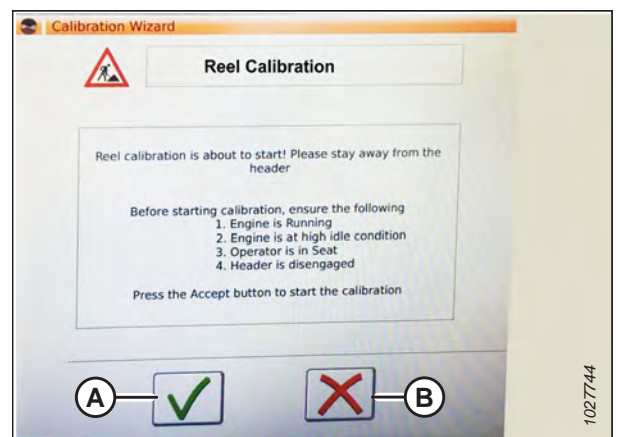 Calibration Wizard
Reel Calibration
Reel calibration is about to start! Please stay away from the
header
Before starting calibration, ensure the following
1. Engine is Running
2. Engine is at high idle condition
3. Operator is in Seat
4. Header is disengaged
Press the Accept button to start the calibration
A
B
1027744